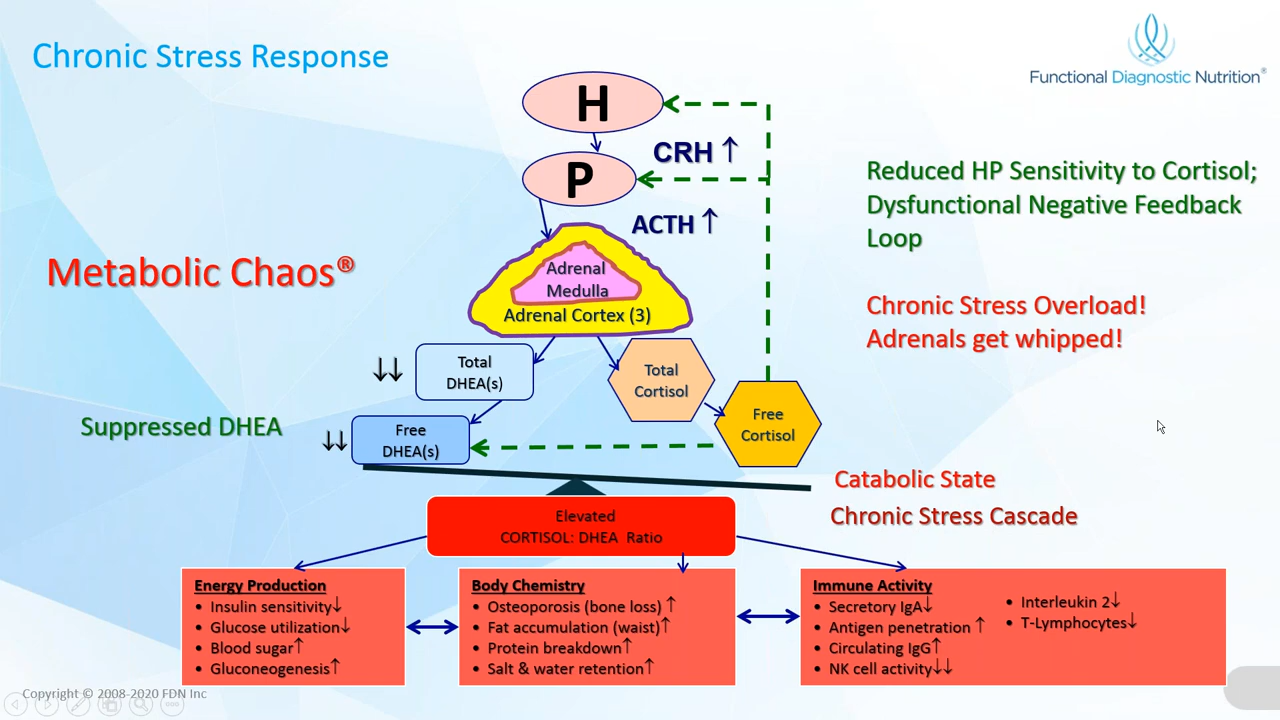 Chronic Stress Response
Functional Diagnostic Nutrition®
H
CRH ↑
P
ACTH ↑
Reduced HP Sensitivity to Cortisol;
Dysfunctional Negative Feedback
Loop
Metabolic Chaos®
Adrenal
Medulla
Adrenal Cortex (3)
Chronic Stress Overload!
Adrenals get whipped!
↓↓
Total
DHEA(s)
Total
Cortisol
Suppressed DHEA
↓↓
Free
DHEA(s)
Free
Cortisol
Catabolic State
Chronic Stress Cascade
Elevated
CORTISOL: DHEA Ratio
Energy Production
• Insulin sensitivity↓
• Glucose utilization↓
• Blood sugar↑
• Gluconeogenesis↑
Body Chemistry
• Osteoporosis (bone loss) ↑
• Fat accumulation (waist)↑
• Protein breakdown↑
• Salt & water retention↑
Immune Activity
• Secretory IgA↓
• Antigen penetration ↑
• Circulating IgG↑
• NK cell activity↓↓
• Interleukin 2↓
• T-Lymphocytes↓
Copyright © 2008-2020 FDN Inc